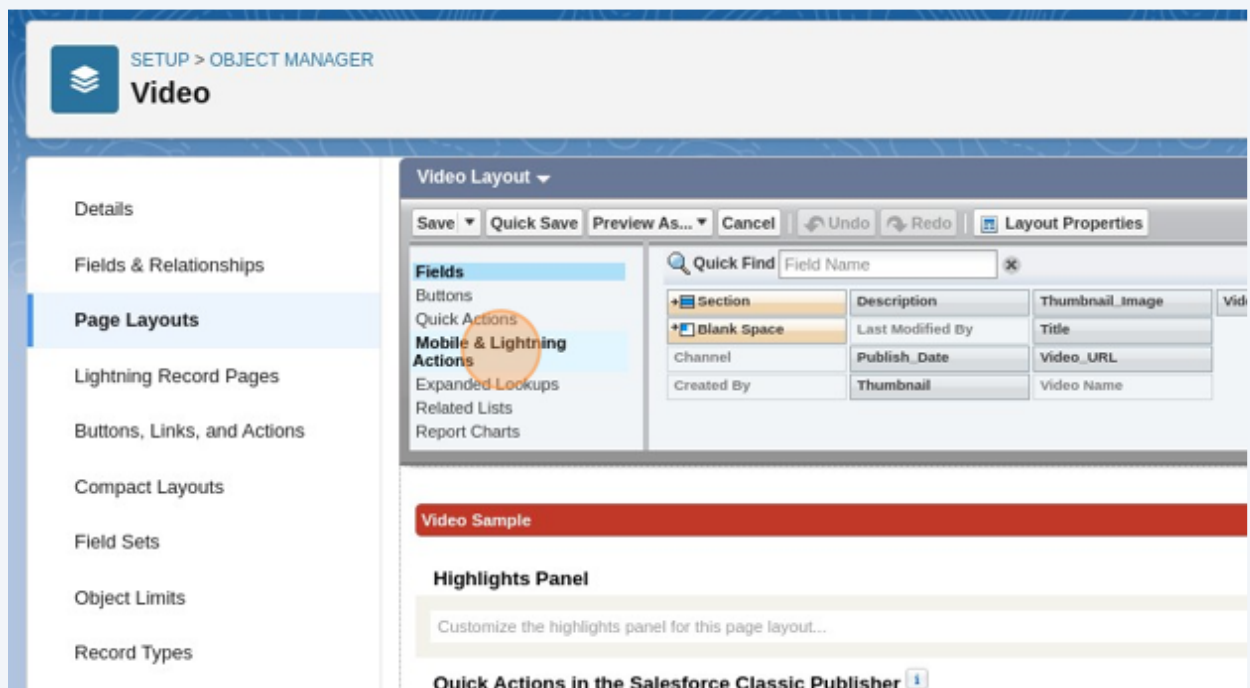 SETUP > OBJECT MANAGER
Video
Details
Fields & Relationships
Page Layouts
Lightning Record Pages
Buttons, Links, and Actions
Compact Layouts
Field Sets
Object Limits
Record Types
Video Layout
Save Quick Save Preview As... Cancel Undo Redo Layout Properties
Fields
Buttons
Quick Actions
Mobile & Lightning
Actions
Expanded Lookups
Related Lists
Report Charts
Quick Find Field Name
Section Description Thumbnail_Image
Blank Space Last Modified By Title
Channel Publish_Date Video_URL
Created By Thumbnail Video Name
Video Sample
Highlights Panel
Customize the highlights panel for this page layout...
Quick Actions in the Salesforce Classic Publisher